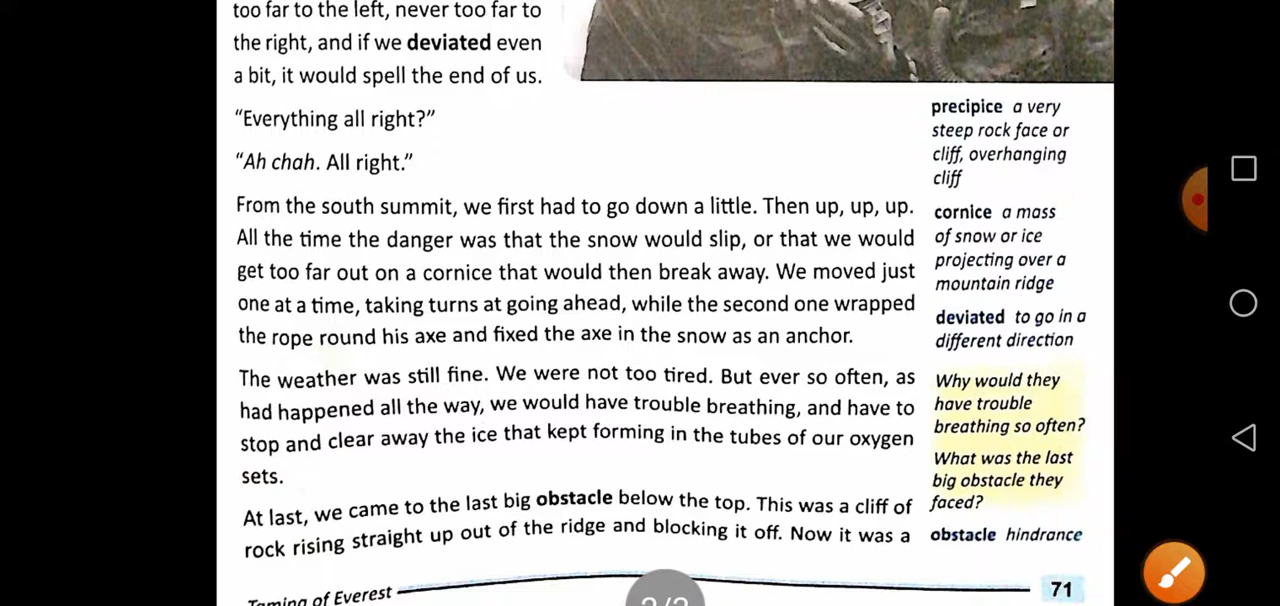 too far to the left, never too far to
the right, and if we deviated even
a bit, it would spell the end of us.
“Everything all right?”
“Ah chah. All right.”
From the south summit, we first had to go down a little. Then up, up, up.
All the time the danger was that the snow would slip, or that we would
get too far out on a cornice that would then break away. We moved just
one at a time, taking turns at going ahead, while the second one wrapped
the rope round his axe and fixed the axe in the snow as an anchor.
The weather was still fine. We were not too tired. But ever so often, as
had happened all the way, we would have trouble breathing, and have to
stop and clear away the ice that kept forming in the tubes of our oxygen
sets.
At last, we came to the last big obstacle below the top. This was a cliff of
rock rising straight up out of the ridge and blocking it off. Now it was a
precipice a very
steep rock face or
cliff, overhanging
cliff
cornice a mass
of snow or ice
projecting over a
mountain ridge
deviated to go in a
different direction
Why would they
have trouble
breathing so often?
What was the last
big obstacle they
faced?
obstacle hindrance
Taming of Everest
71
2/2